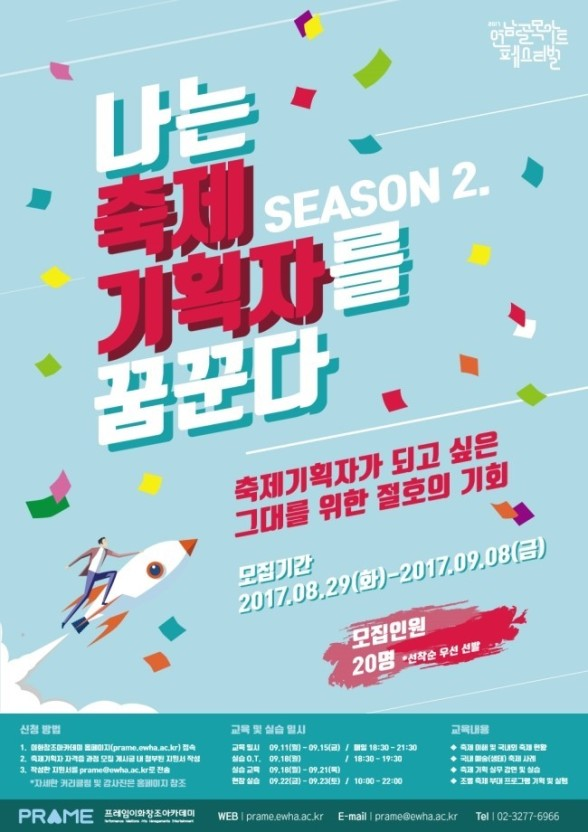 연남골목아트
페스티벌
나는
축제 SEASON 2.
기획자를
꿈꾼다
축제기획자가 되고 싶은
그대를 위한 절호의 기회
모집기간
2017.08.29(화)-2017.09.08(금)
모집인원
20명 *선착순 우선 선발
신청 방법
1. 이화창조아카데미 홈페이지(prame.ewha.ac.kr) 접속
2. 축제기획자 자격증 과정 모집 게시글 내 첨부된 지원서 작성
3. 작성한 지원서를 prame@ewha.ac.kr로 전송
*자세한 커리큘럼 및 강사진은 홈페이지 참조
교육 및 실습 일시
교육 일시 09.11(월) - 09.15(금) / 매일 18:30 - 21:30
실습 O.T. 09.18(월) / 18:30 - 19:30
실습 교육 09.18(월) - 09.21(목)
현장 실습 09.22(금) - 09.23(토) / 10:00 - 22:00
교육내용
◆ 축제 이해 및 국내외 축제 현황
◆ 국내 예술(생태) 축제 사례
◆ 축제 기획 실무 강연 및 실습
◆ 조별 축제 부대 프로그램 기획 및 실행
PRAME 프레임이화창조아카데미 WEB | prame.ewha.ac.kr E-mail | prame@ewha.ac.kr Tel | 02-3277-6966